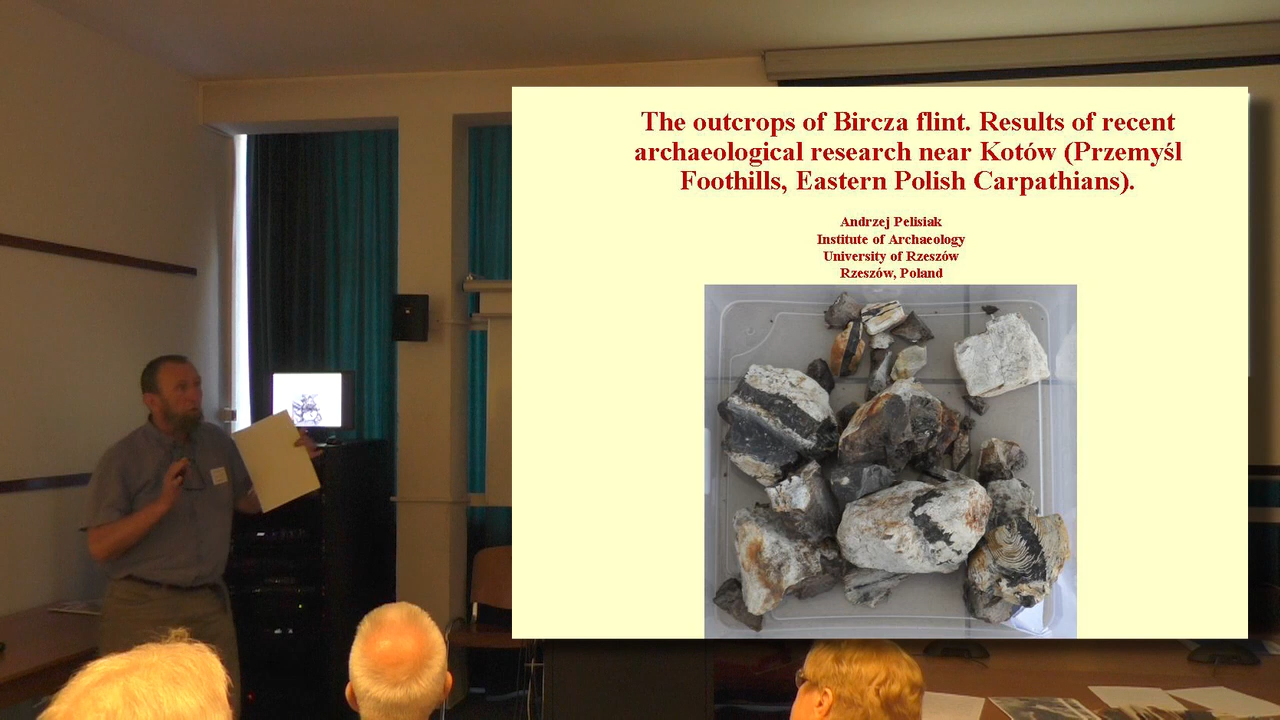 The outcrops of Bircza flint. Results of recent
archaeological research near Kotów (Przemyśl
Foothills, Eastern Polish Carpathians).
Andrzej Pelisiak
Institute of Archaeology
University of Rzeszów
Rzeszów, Poland